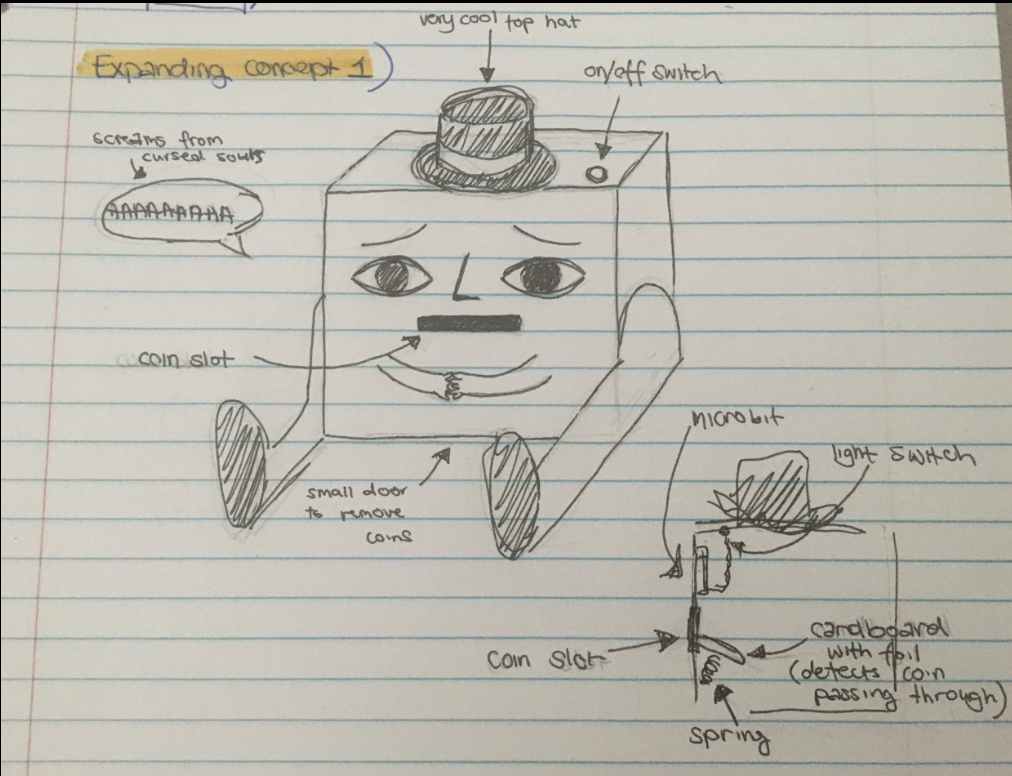 very cool top hat
Expanding concept 1)
on/off switch
screams from
cursed souls
AAAAAAAAHA
coin slot
small door
to remove
coins
microbit
light switch
coin slot
cardboard
with foil
(detects coin
passing through)
spring